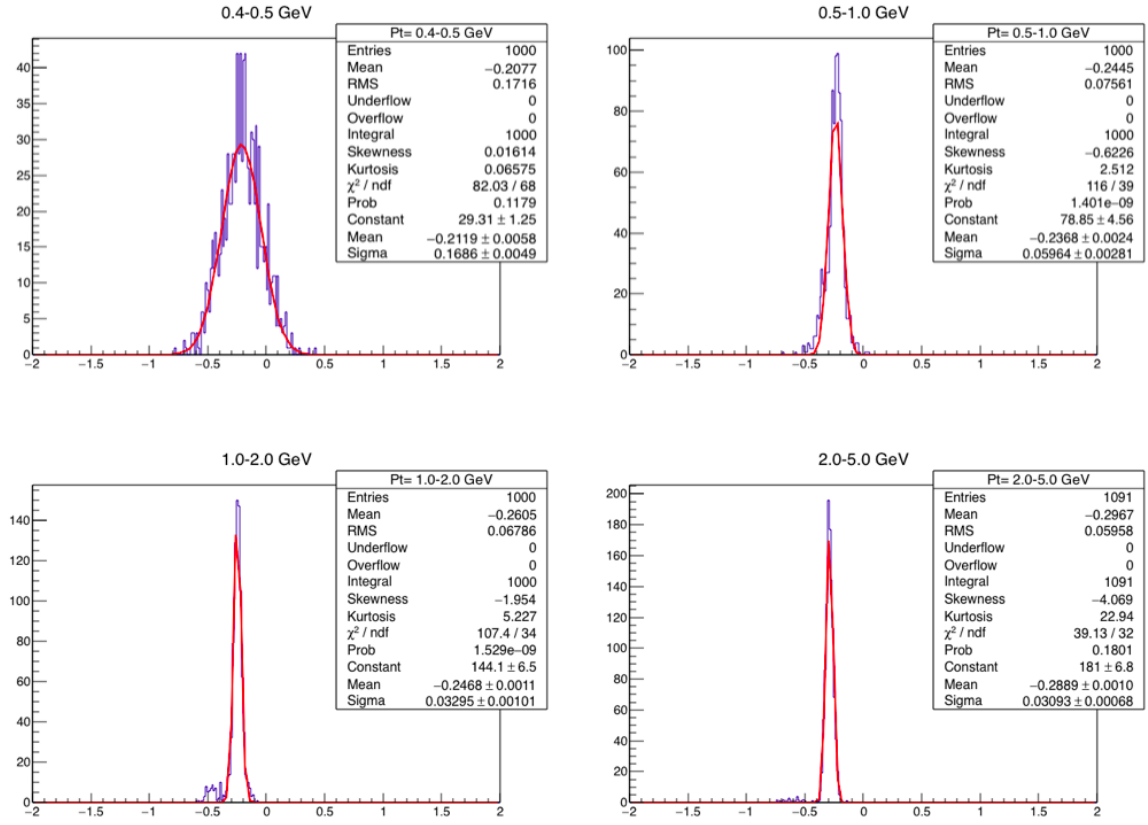 0.4-0.5 GeV
Pt= 0.4-0.5 GeV
Entries 1000
Mean −0.2077
RMS 0.1716
Underflow 0
Overflow 0
Integral 1000
Skewness 0.01614
Kurtosis 0.06575
χ² / ndf 82.03 / 68
Prob 0.1179
Constant 29.31 ± 1.25
Mean −0.2119 ± 0.0058
Sigma 0.1686 ± 0.0049
40
35
30
25
20
15
10
5
0
−2 −1.5 −1 −0.5 0 0.5 1 1.5 2
0.5-1.0 GeV
Pt= 0.5-1.0 GeV
Entries 1000
Mean −0.2445
RMS 0.07561
Underflow 0
Overflow 0
Integral 1000
Skewness −0.6226
Kurtosis 2.512
χ² / ndf 116 / 39
Prob 1.401e−09
Constant 78.85 ± 4.56
Mean −0.2368 ± 0.0024
Sigma 0.05964 ± 0.00281
100
80
60
40
20
0
−2 −1.5 −1 −0.5 0 0.5 1 1.5 2
1.0-2.0 GeV
Pt= 1.0-2.0 GeV
Entries 1000
Mean −0.2605
RMS 0.06786
Underflow 0
Overflow 0
Integral 1000
Skewness −1.954
Kurtosis 5.227
χ² / ndf 107.4 / 34
Prob 1.529e−09
Constant 144.1 ± 6.5
Mean −0.2468 ± 0.0011
Sigma 0.03295 ± 0.00101
140
120
100
80
60
40
20
0
−2 −1.5 −1 −0.5 0 0.5 1 1.5 2
2.0-5.0 GeV
Pt= 2.0-5.0 GeV
Entries 1091
Mean −0.2967
RMS 0.05958
Underflow 0
Overflow 0
Integral 1091
Skewness −4.069
Kurtosis 22.94
χ² / ndf 39.13 / 32
Prob 0.1801
Constant 181 ± 6.8
Mean −0.2889 ± 0.0010
Sigma 0.03093 ± 0.00068
200
180
160
140
120
100
80
60
40
20
0
−2 −1.5 −1 −0.5 0 0.5 1 1.5 2